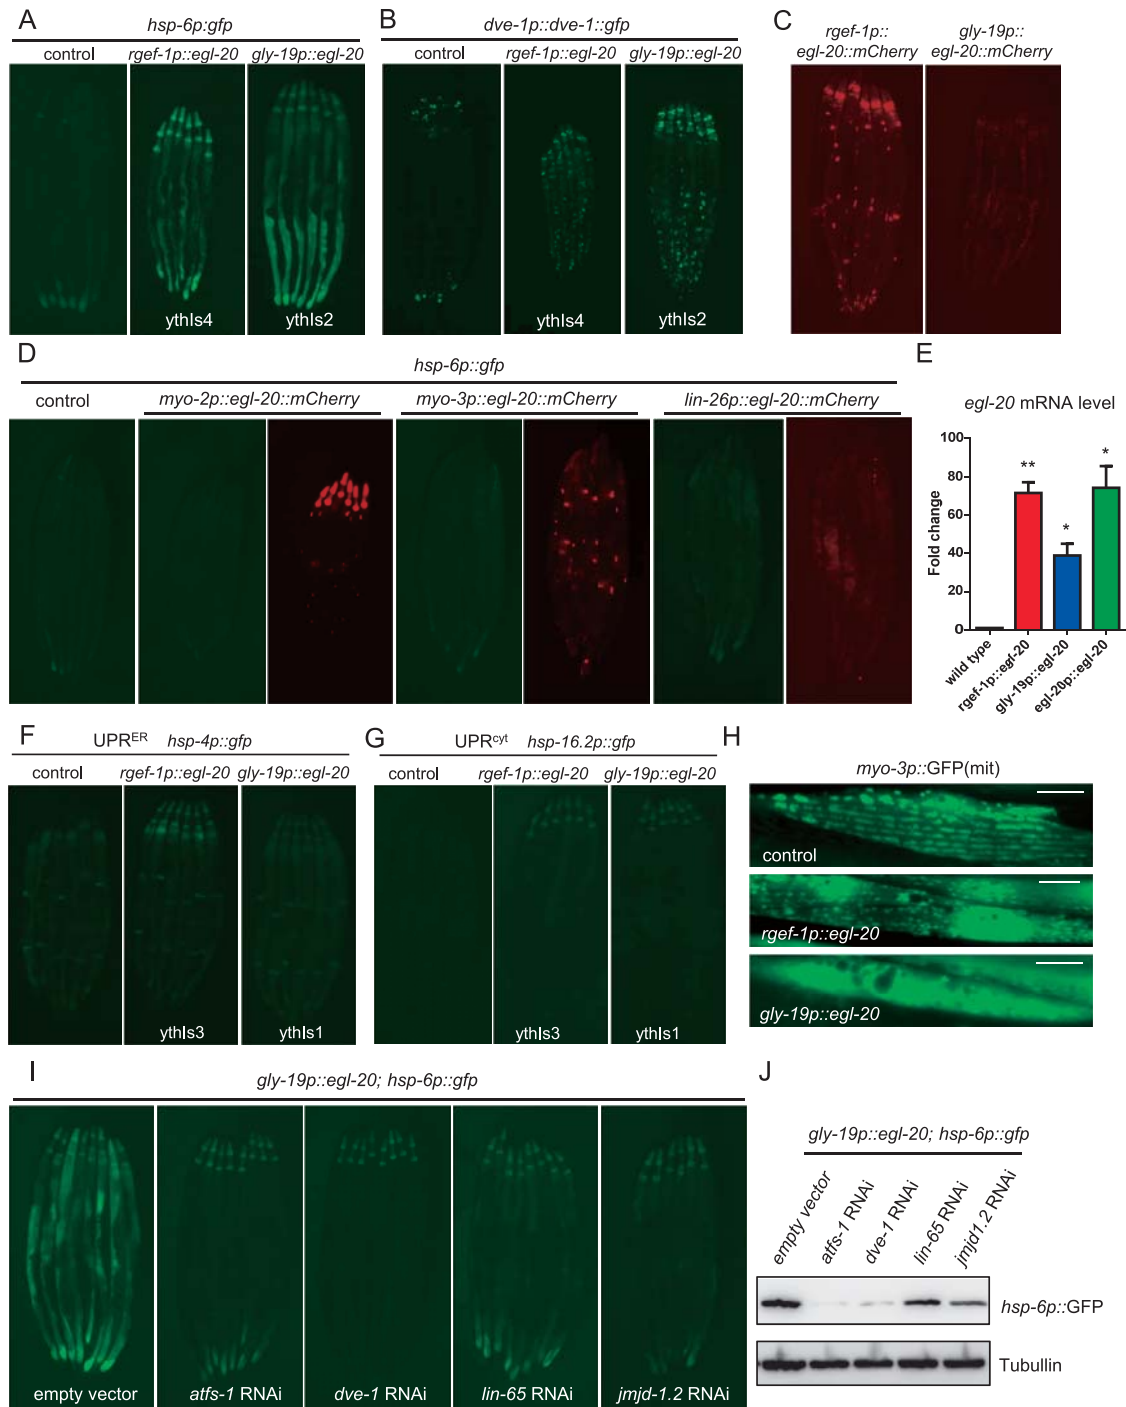 A
hsp-6p:gfp
control rgef-1p::egl-20 gly-19p::egl-20
ythIs4 ythIs2
B
dve-1p::dve-1::gfp
control rgef-1p::egl-20 gly-19p::egl-20
ythIs4 ythIs2
C
rgef-1p:: gly-19p::
egl-20::mCherry egl-20::mCherry
D
hsp-6p::gfp
control myo-2p::egl-20::mCherry myo-3p::egl-20::mCherry lin-26p::egl-20::mCherry
E
egl-20 mRNA level
Fold change
100
80
60
40
20
0
** * *
wild type
rgef-1p::egl-20
gly-19p::egl-20
egl-20p::egl-20
F
UPRER hsp-4p::gfp
control rgef-1p::egl-20 gly-19p::egl-20
ythIs3 ythIs1
G
UPRcyt hsp-16.2p::gfp
control rgef-1p::egl-20 gly-19p::egl-20
ythIs3 ythIs1
H
myo-3p::GFP(mit)
control
rgef-1p::egl-20
gly-19p::egl-20
I
gly-19p::egl-20; hsp-6p::gfp
empty vector atfs-1 RNAi dve-1 RNAi lin-65 RNAi jmjd-1.2 RNAi
J
gly-19p::egl-20; hsp-6p::gfp
empty vector
atfs-1 RNAi
dve-1 RNAi
lin-65 RNAi
jmjd1.2 RNAi
hsp-6p::GFP
Tubullin